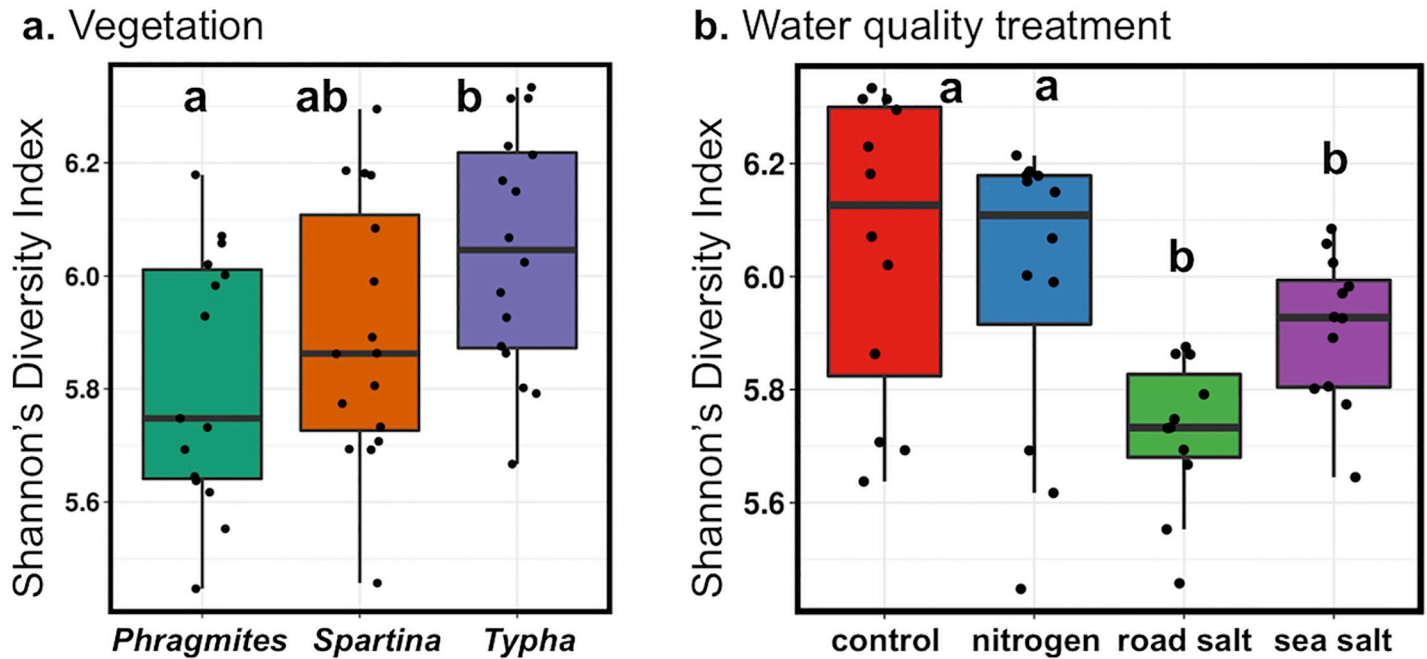 a. Vegetation
Shannon's Diversity Index
6.2
6.0
5.8
5.6
a
ab
b
Phragmites
Spartina
Typha
b. Water quality treatment
Shannon's Diversity Index
6.2
6.0
5.8
5.6
a
a
b
b
control
nitrogen
road salt
sea salt